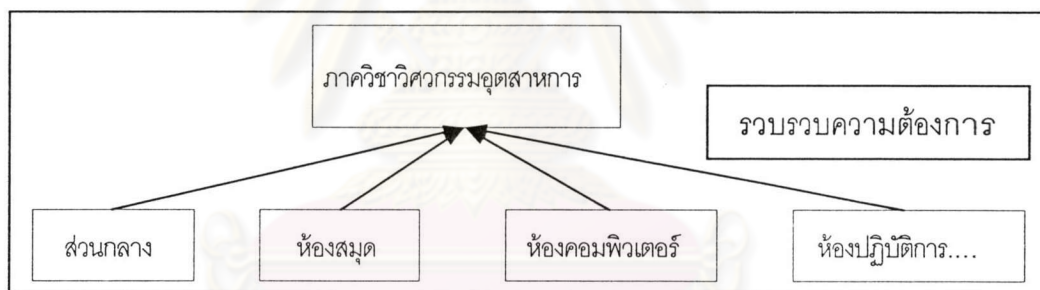 ภาควิชาวิศวกรรมอุตสาหการ
รวบรวบความต้องการ
ส่วนกลาง
ห้องสมุด
ห้องคอมพิวเตอร์
ห้องปฏิบัติการ....